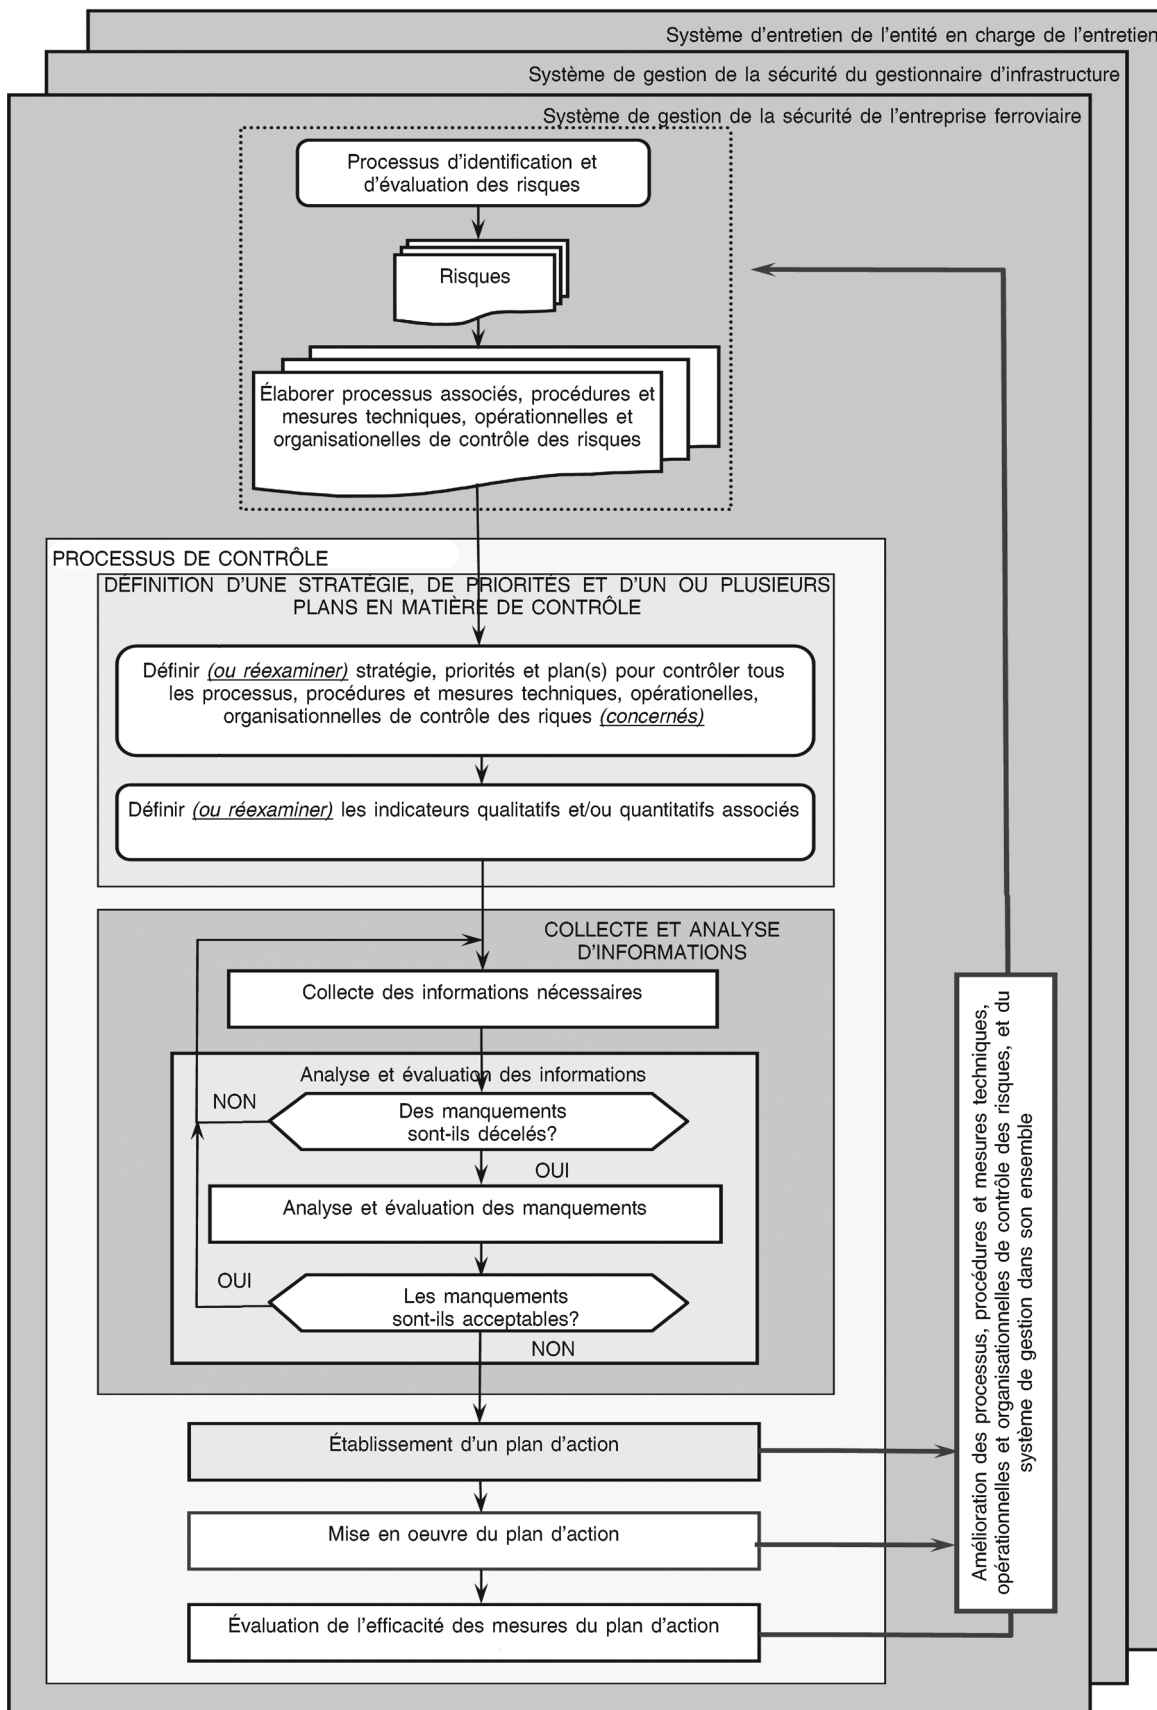 Système d'entretien de l'entité en charge de l'entretien
Système de gestion de la sécurité du gestionnaire d'infrastructure
Système de gestion de la sécurité de l'entreprise ferroviaire
Processus d'identification et
d'évaluation des risques
Risques
Élaborer processus associés, procédures et
mesures techniques, opérationnelles et
organisationelles de contrôle des risques
PROCESSUS DE CONTRÔLE
DÉFINITION D'UNE STRATÉGIE, DE PRIORITÉS ET D'UN OU PLUSIEURS
PLANS EN MATIÈRE DE CONTRÔLE
Définir (ou réexaminer) stratégie, priorités et plan(s) pour contrôler tous
les processus, procédures et mesures techniques, opérationelles,
organisationnelles de contrôle des riques (concernés)
Définir (ou réexaminer) les indicateurs qualitatifs et/ou quantitatifs associés
COLLECTE ET ANALYSE
D'INFORMATIONS
Collecte des informations nécessaires
Analyse et évaluation des informations
NON
Des manquements
sont-ils décelés?
OUI
Analyse et évaluation des manquements
OUI
Les manquements
sont-ils acceptables?
NON
Établissement d'un plan d'action
Mise en oeuvre du plan d'action
Évaluation de l'efficacité des mesures du plan d'action
Amélioration des processus, procédures et mesures techniques,
opérationnelles et organisationnelles de contrôle des risques, et du
système de gestion dans son ensemble